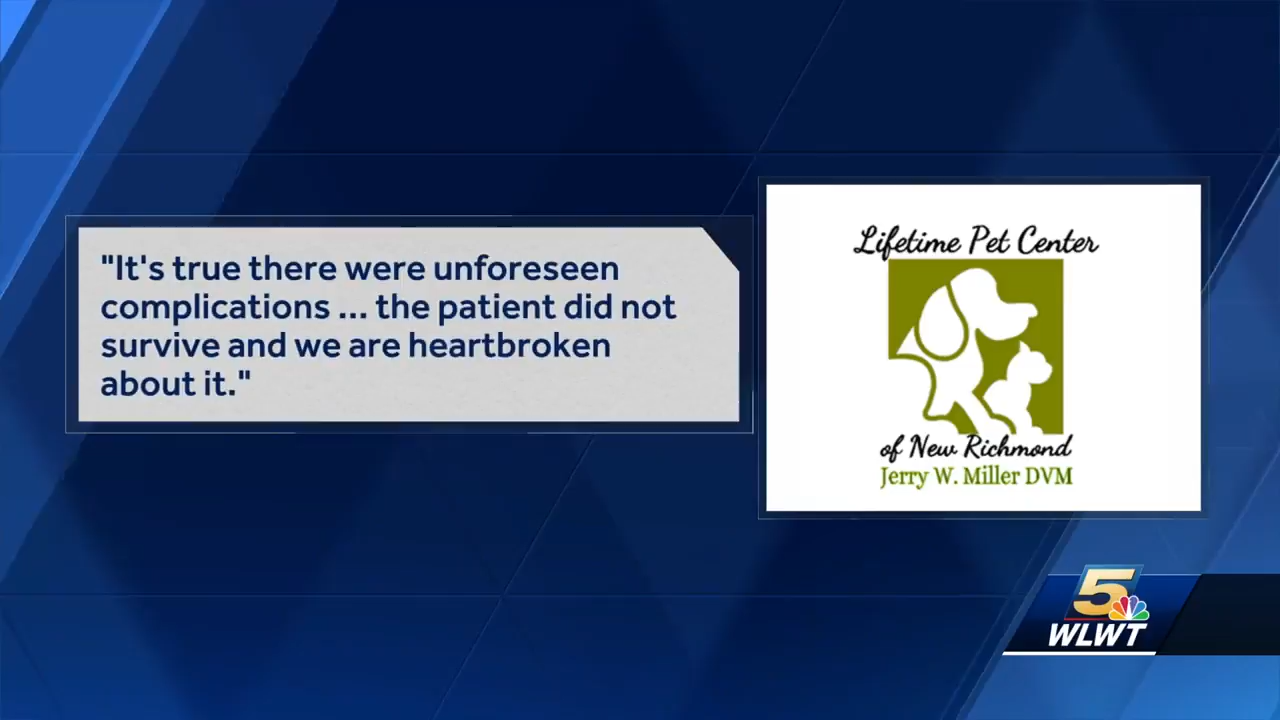 "It's true there were unforeseen
complications ... the patient did not
survive and we are heartbroken
about it."
Lifetime Pet Center
of New Richmond
Jerry W. Miller DVM
5
WLWT